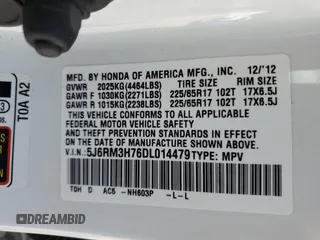 MFD. BY HONDA OF AMERICA MFG., INC. 12/'12
GVWR 2025KG(4464LBS) TIRE SIZE RIM SIZE
GAWR F 1030KG(2271LBS) 225/65R17 102T 17X6.5J
GAWR R 1015KG(2238LBS) 225/65R17 102T 17X6.5J
THIS VEHICLE CONFORMS TO ALL APPLICABLE
FEDERAL MOTOR VEHICLE SAFETY AND
THEFT PREVENTION STANDARDS IN EFFECT ON
THE DATE OF MANUFACTURE SHOWN ABOVE.
V.I.N: 5J6RM3H76DL014479 TYPE: MPV
AC5 -NH603P -L-L
T0A A2
3
AUTOBIDMASTER